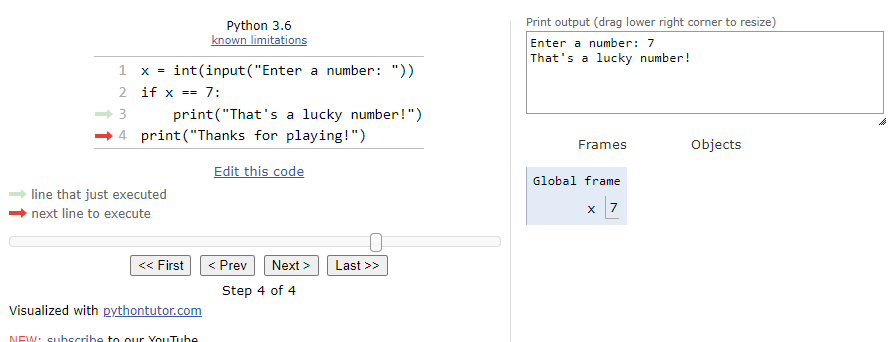 Python 3.6
known limitations
1 x = int(input("Enter a number: "))
2 if x == 7:
3     print("That's a lucky number!")
4 print("Thanks for playing!")
Edit this code
line that just executed
next line to execute
<< First
< Prev
Next >
Last >>
Step 4 of 4
Visualized with pythontutor.com
NEW: subscribe to our YouTube
Print output (drag lower right corner to resize)
Enter a number: 7
That's a lucky number!
Frames
Objects
Global frame
x 7